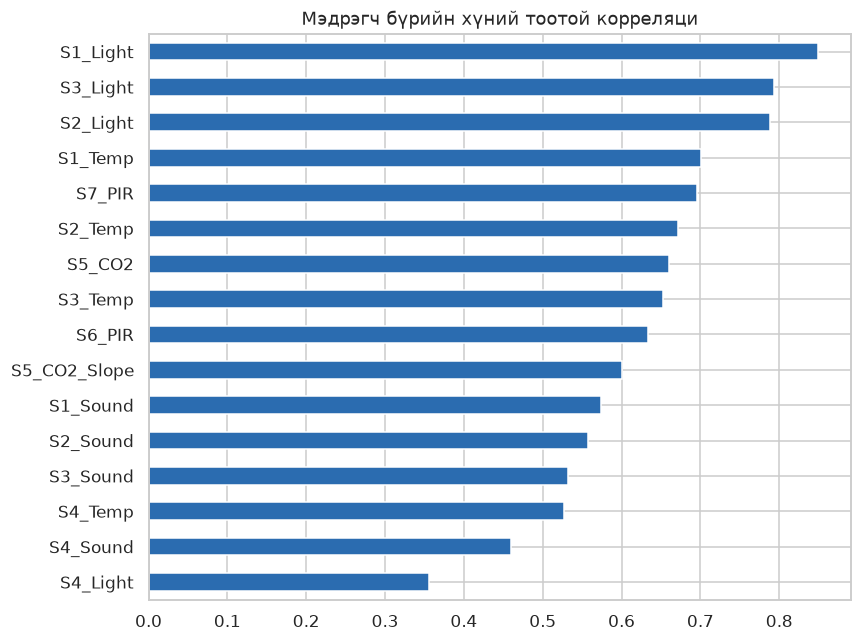 Мэдрэгч бүрийн хүний тоотой корреляци
S1_Light
S3_Light
S2_Light
S1_Temp
S7_PIR
S2_Temp
S5_CO2
S3_Temp
S6_PIR
S5_CO2_Slope
S1_Sound
S2_Sound
S3_Sound
S4_Temp
S4_Sound
S4_Light
0.0 0.1 0.2 0.3 0.4 0.5 0.6 0.7 0.8